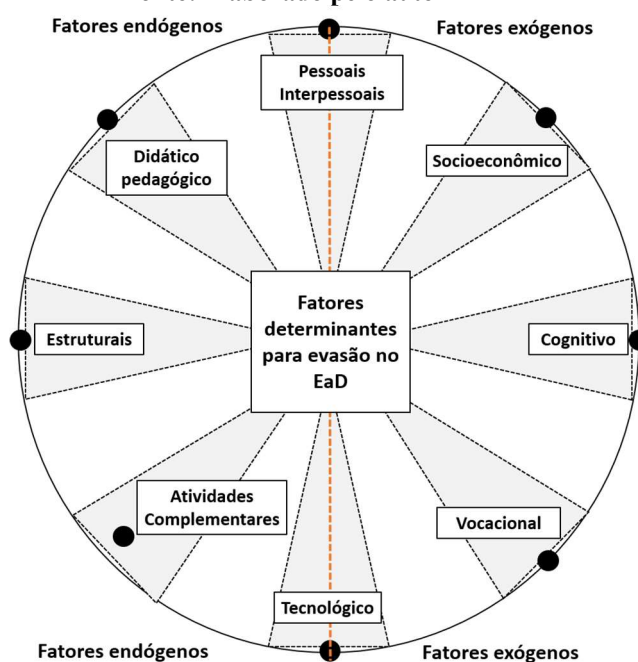 Fatores endógenos
Fatores exógenos
Pessoais
Interpessoais
Didático
pedagógico
Socioeconômico
Estruturais
Fatores
determinantes
para evasão no
EaD
Cognitivo
Atividades
Complementares
Vocacional
Tecnológico
Fatores endógenos
Fatores exógenos